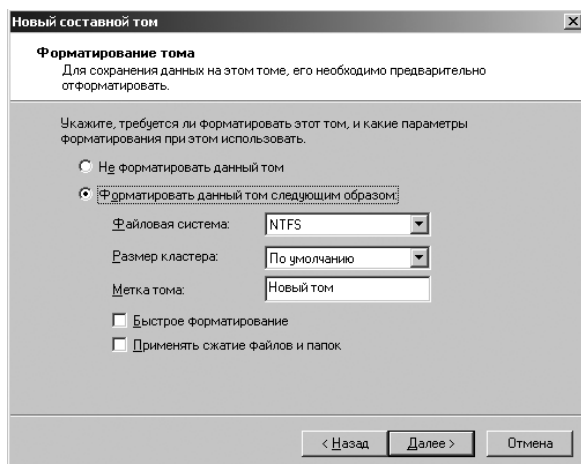 Новый составной том
Форматирование тома
Для сохранения данных на этом томе, его необходимо предварительно
отформатировать.
Укажите, требуется ли форматировать этот том, и какие параметры
форматирования при этом использовать.
Не форматировать данный том
Форматировать данный том следующим образом:
Файловая система: NTFS
Размер кластера: По умолчанию
Метка тома: Новый том
Быстрое форматирование
Применять сжатие файлов и папок
< Назад Далее > Отмена